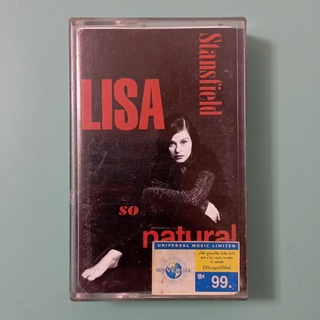 Stansfield
LISA
so
natural
UNIVERSAL MUSIC LIMITED
UNIVERSAL
99.